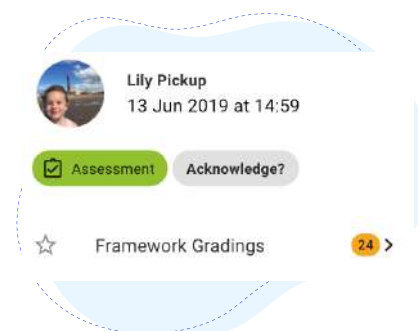 Lily Pickup
13 Jun 2019 at 14:59
Assessment Acknowledge?
Framework Gradings 24